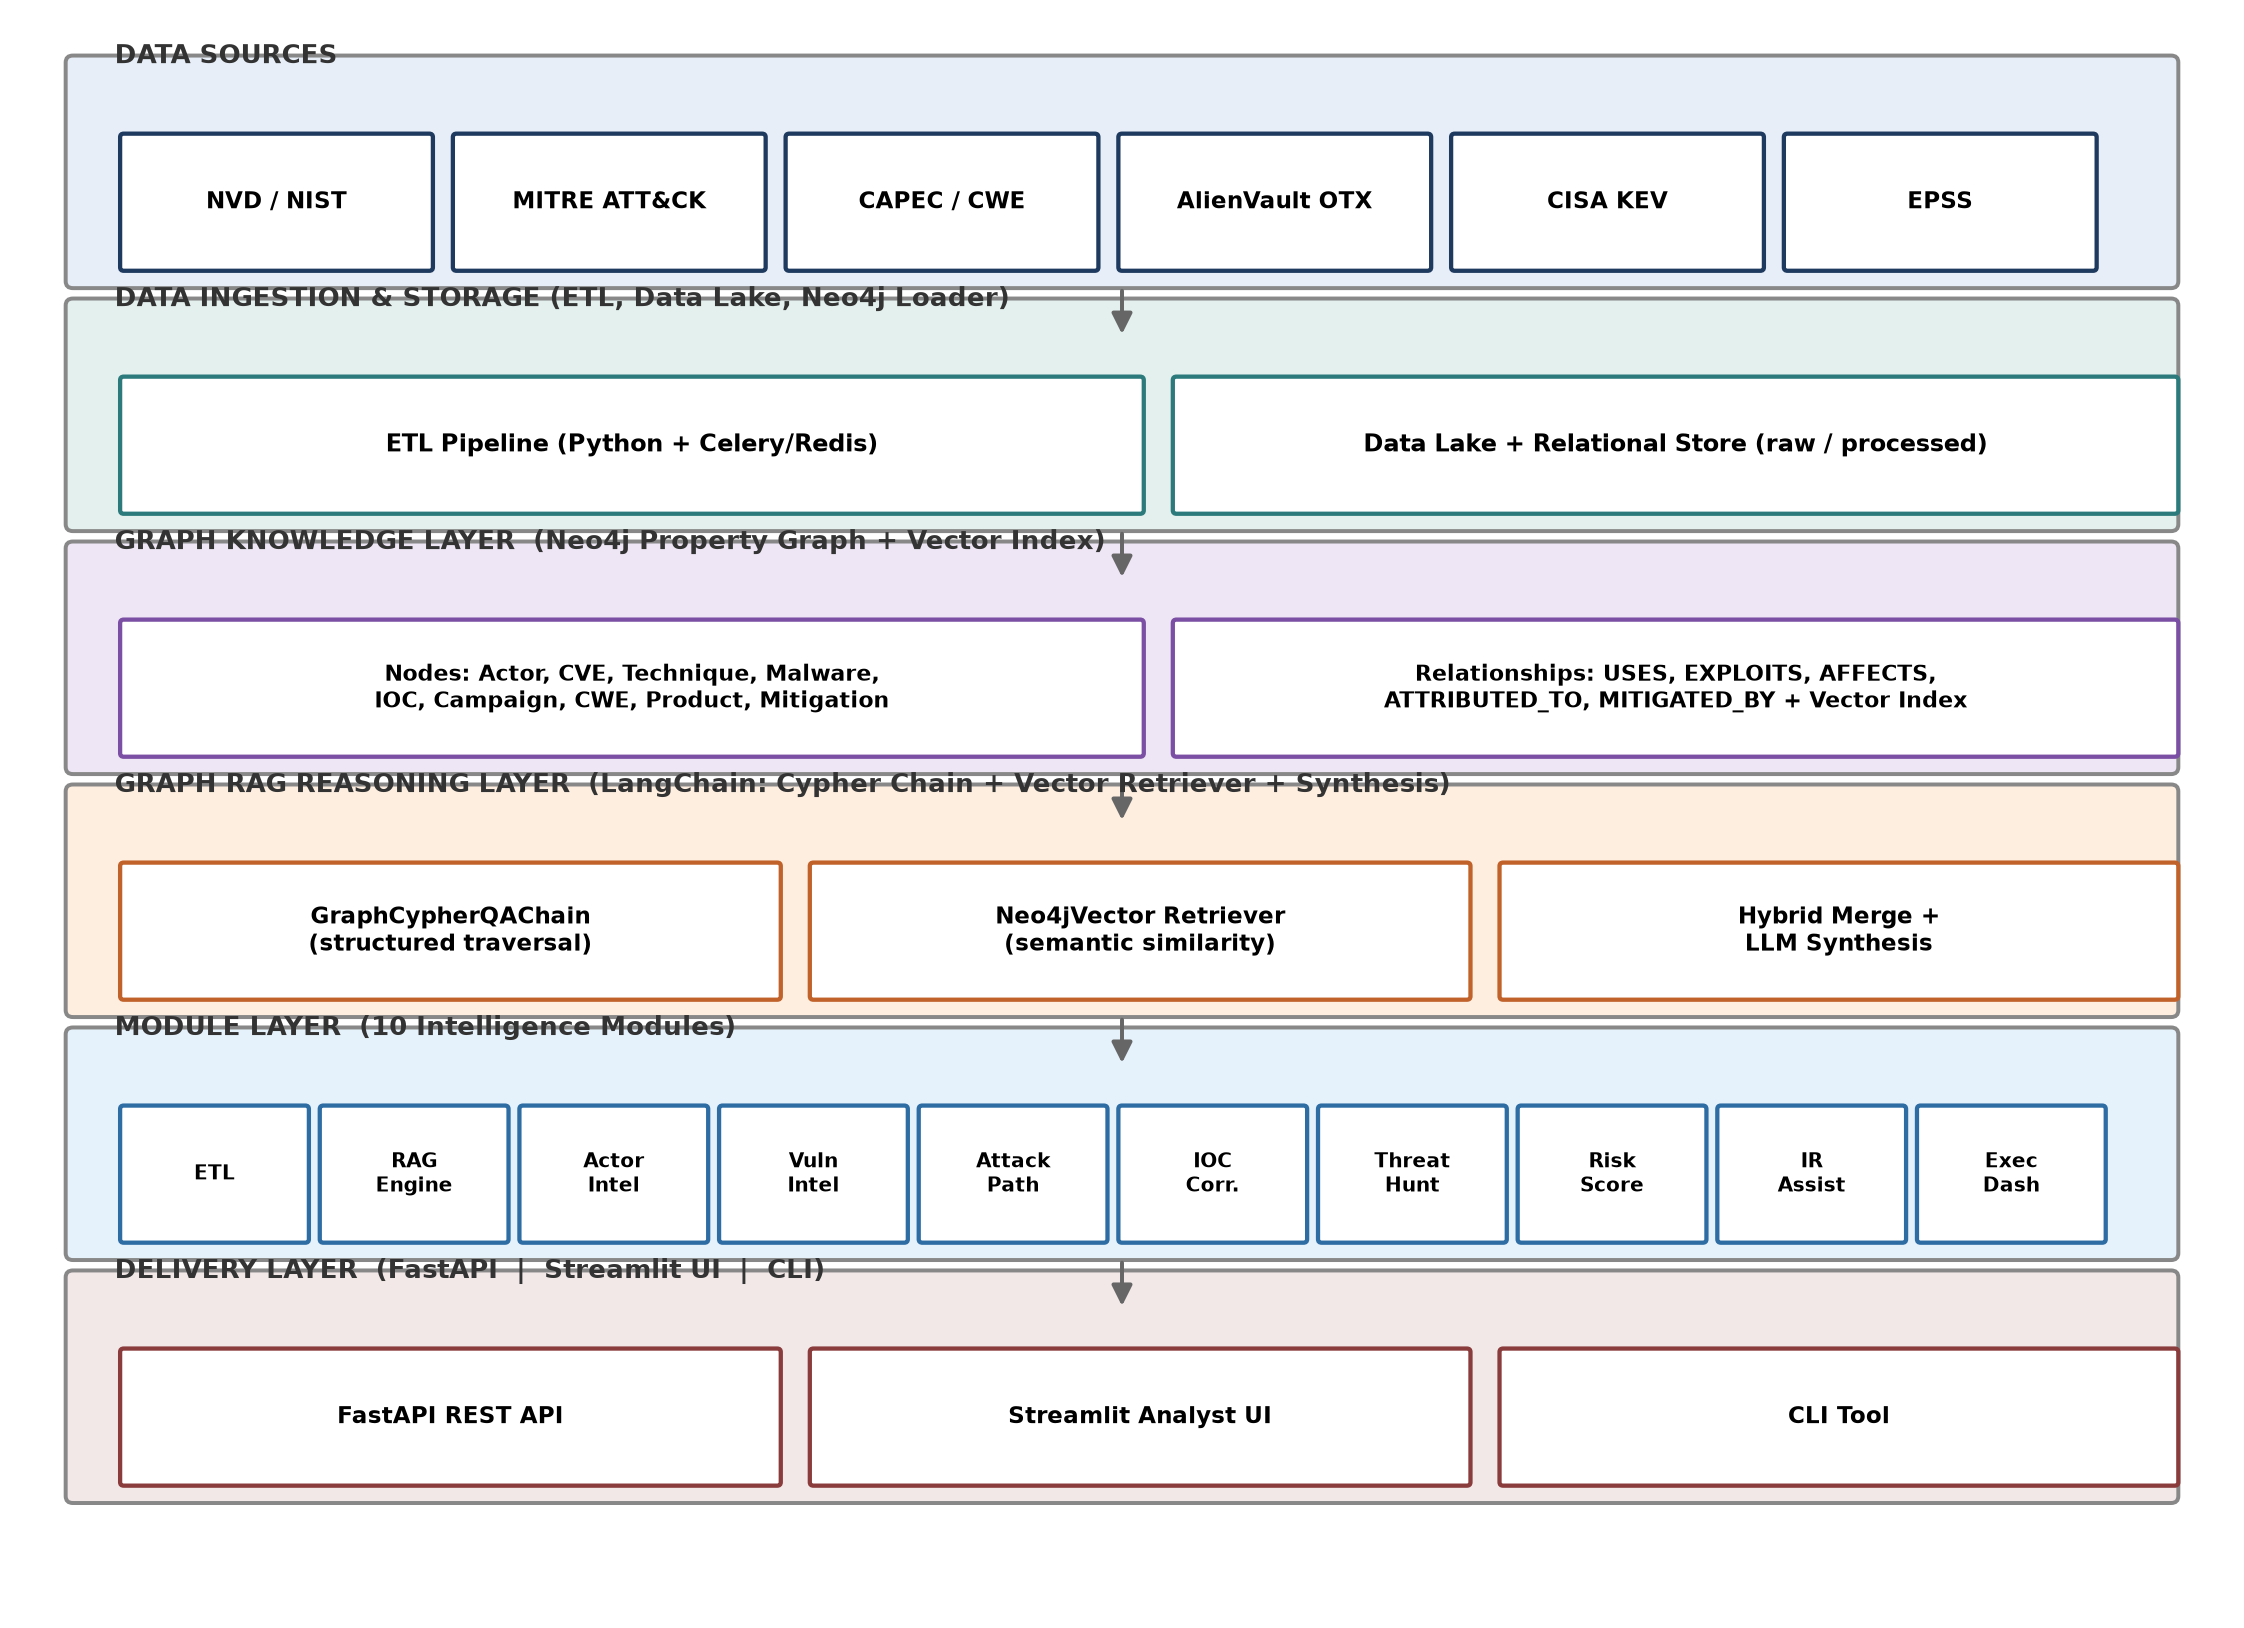 DATA SOURCES
NVD / NIST
MITRE ATT&CK
CAPEC / CWE
AlienVault OTX
CISA KEV
EPSS
DATA INGESTION & STORAGE (ETL, Data Lake, Neo4j Loader)
ETL Pipeline (Python + Celery/Redis)
Data Lake + Relational Store (raw / processed)
GRAPH KNOWLEDGE LAYER  (Neo4j Property Graph + Vector Index)
Nodes: Actor, CVE, Technique, Malware,
IOC, Campaign, CWE, Product, Mitigation
Relationships: USES, EXPLOITS, AFFECTS,
ATTRIBUTED_TO, MITIGATED_BY + Vector Index
GRAPH RAG REASONING LAYER  (LangChain: Cypher Chain + Vector Retriever + Synthesis)
GraphCypherQAChain
(structured traversal)
Neo4jVector Retriever
(semantic similarity)
Hybrid Merge +
LLM Synthesis
MODULE LAYER  (10 Intelligence Modules)
ETL
RAG
Engine
Actor
Intel
Vuln
Intel
Attack
Path
IOC
Corr.
Threat
Hunt
Risk
Score
IR
Assist
Exec
Dash
DELIVERY LAYER  (FastAPI  |  Streamlit UI  |  CLI)
FastAPI REST API
Streamlit Analyst UI
CLI Tool